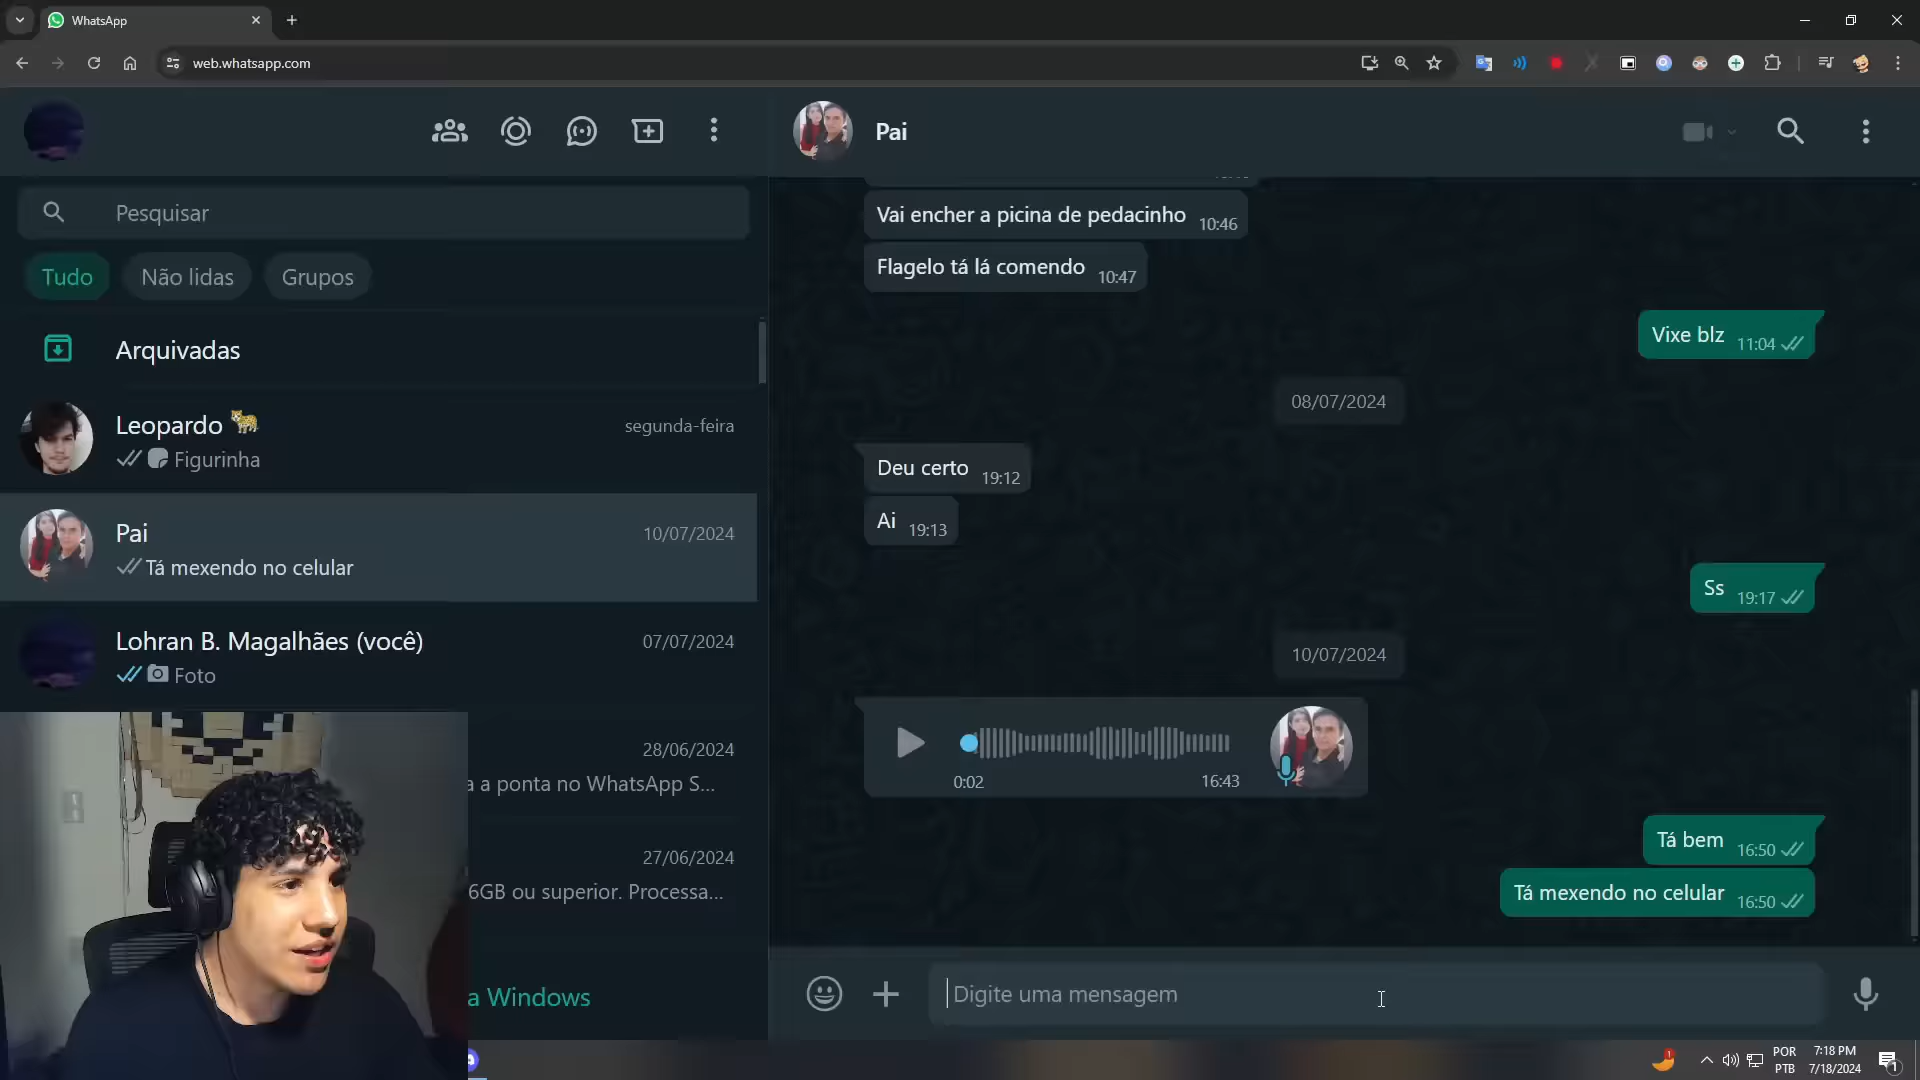 WhatsApp
web.whatsapp.com
Pesquisar
Tudo
Não lidas
Grupos
Arquivadas
Leopardo 🐆
segunda-feira
Figurinha
Pai
10/07/2024
Tá mexendo no celular
Lohran B. Magalhães (você)
07/07/2024
Foto
28/06/2024
a a ponta no WhatsApp S...
27/06/2024
6GB ou superior. Processa...
a Windows
Pai
Vai encher a picina de pedacinho 10:46
Flagelo tá lá comendo 10:47
Vixe blz 11:04
08/07/2024
Deu certo 19:12
Ai 19:13
Ss 19:17
10/07/2024
0:02
16:43
Tá bem 16:50
Tá mexendo no celular 16:50
Digite uma mensagem
1
POR
PTB
7:18 PM
7/18/2024
1